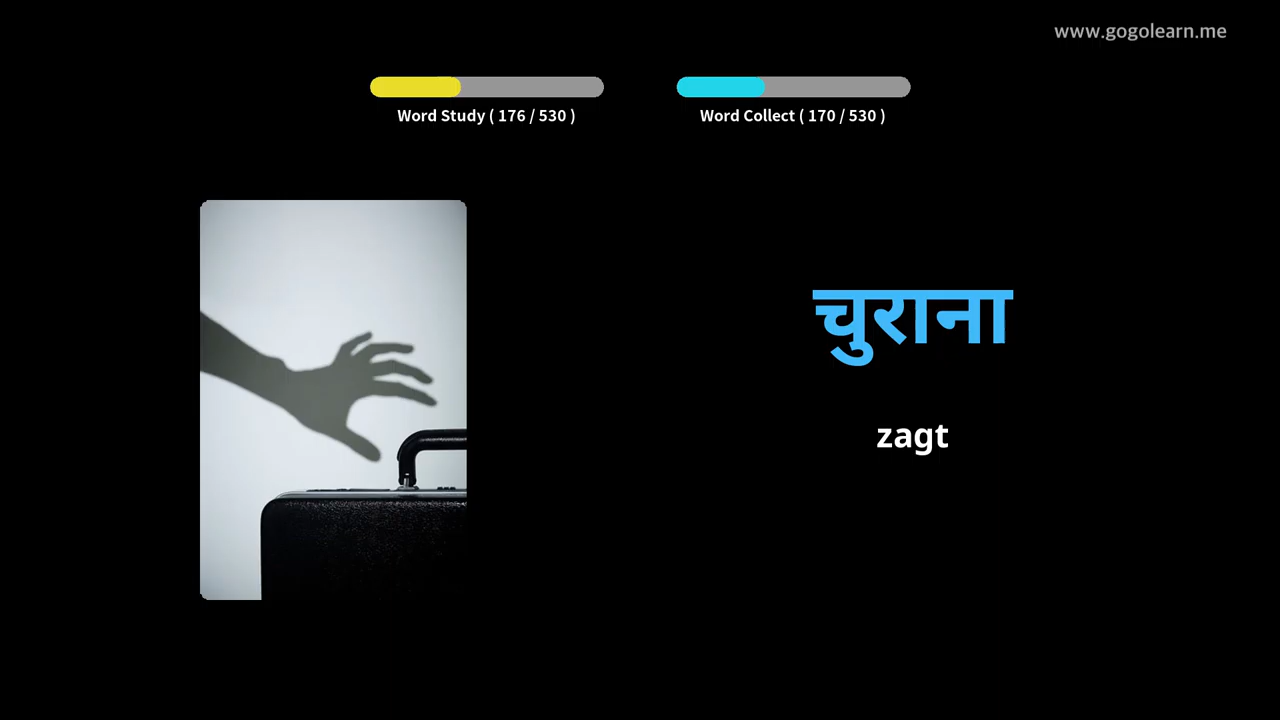 www.gogolearn.me
Word Study ( 176 / 530 )
Word Collect ( 170 / 530 )
चुराना
zagt